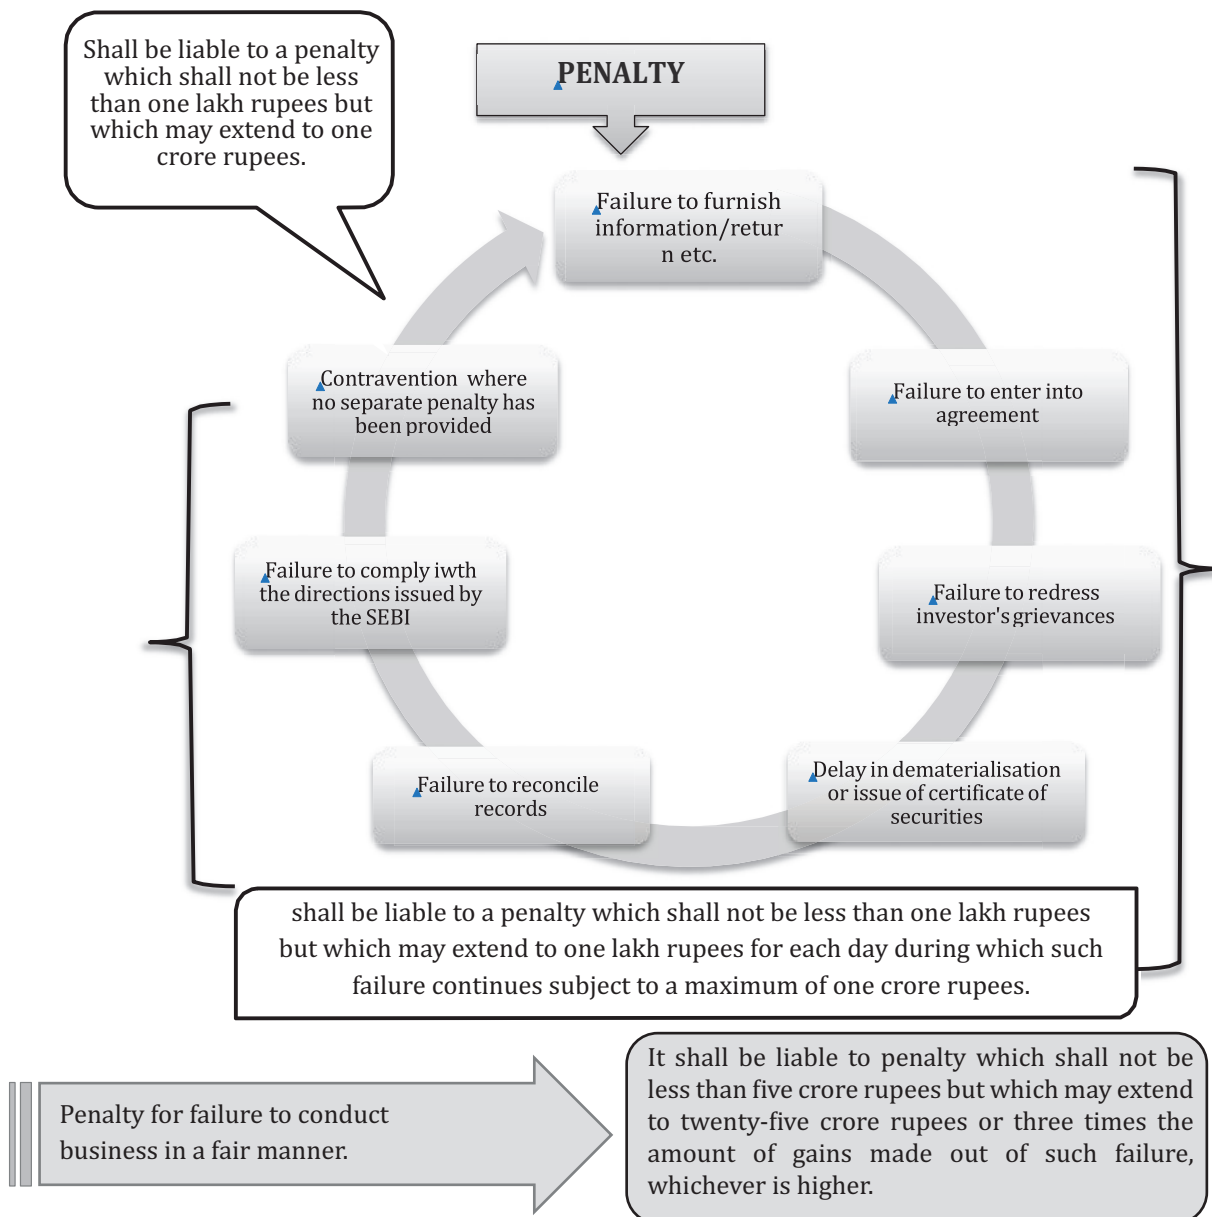 Shall be liable to a penalty
which shall not be less
than one lakh rupees but
which may extend to one
crore rupees.
PENALTY
Failure to furnish
information/retur
n etc.
Contravention where
no separate penalty has
been provided
Failure to enter into
agreement
Failure to comply iwth
the directions issued by
the SEBI
Failure to redress
investor's grievances
Failure to reconcile
records
Delay in dematerialisation
or issue of certificate of
securities
shall be liable to a penalty which shall not be less than one lakh rupees
but which may extend to one lakh rupees for each day during which such
failure continues subject to a maximum of one crore rupees.
Penalty for failure to conduct
business in a fair manner.
It shall be liable to penalty which shall not be
less than five crore rupees but which may extend
to twenty-five crore rupees or three times the
amount of gains made out of such failure,
whichever is higher.